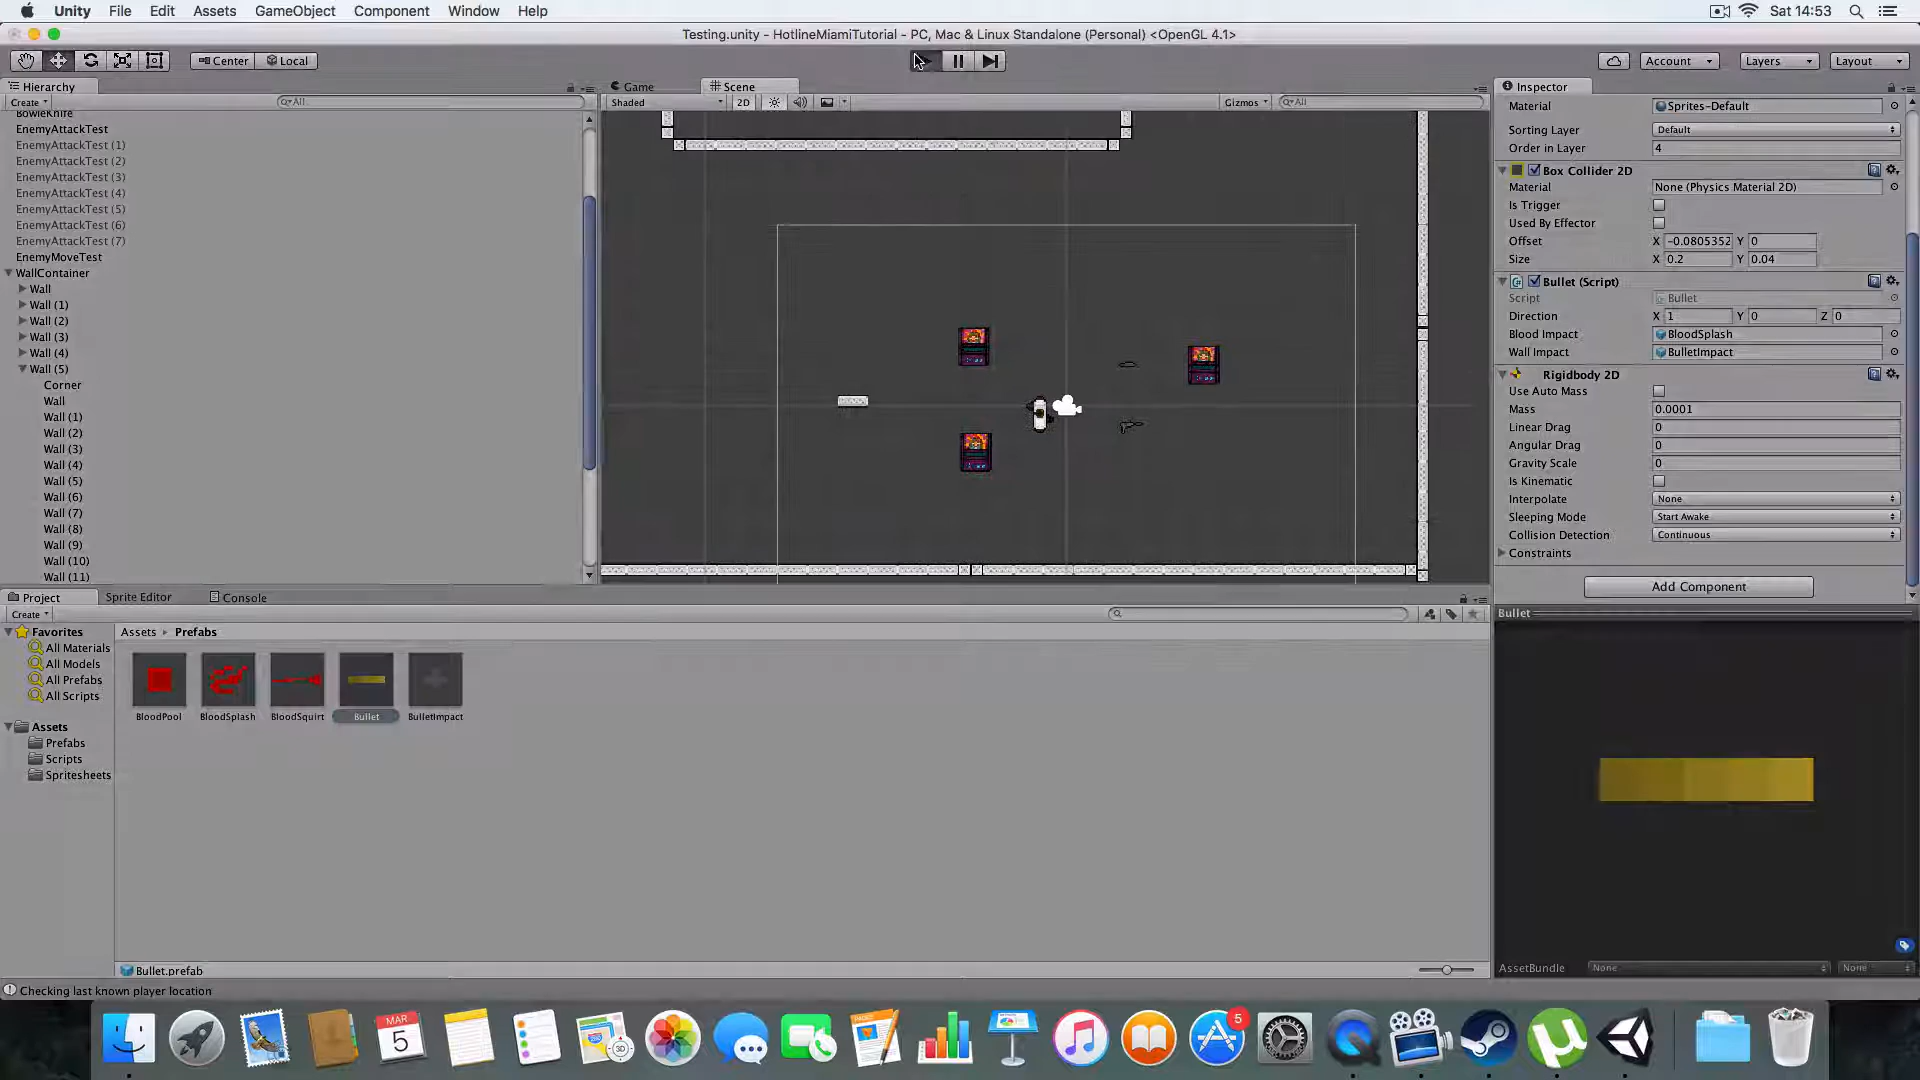 Unity File Edit Assets GameObject Component Window Help Sat 14:53
Testing.unity - HotlineMiamiTutorial - PC, Mac & Linux Standalone (Personal) <OpenGL 4.1>
Center Local Account Layers Layout
Hierarchy
Create All
BowieKnife
EnemyAttackTest
EnemyAttackTest (1)
EnemyAttackTest (2)
EnemyAttackTest (3)
EnemyAttackTest (4)
EnemyAttackTest (5)
EnemyAttackTest (6)
EnemyAttackTest (7)
EnemyMoveTest
WallContainer
Wall
Wall (1)
Wall (2)
Wall (3)
Wall (4)
Wall (5)
Corner
Wall
Wall (1)
Wall (2)
Wall (3)
Wall (4)
Wall (5)
Wall (6)
Wall (7)
Wall (8)
Wall (9)
Wall (10)
Wall (11)
Game Scene
Shaded 2D Gizmos All
Inspector
Material Sprites-Default
Sorting Layer Default
Order in Layer 4
Box Collider 2D
Material None (Physics Material 2D)
Is Trigger
Used By Effector
Offset X -0.0805352 Y 0
Size X 0.2 Y 0.04
Bullet (Script)
Script Bullet
Direction X 1 Y 0 Z 0
Blood Impact BloodSplash
Wall Impact BulletImpact
Rigidbody 2D
Use Auto Mass
Mass 0.0001
Linear Drag 0
Angular Drag 0
Gravity Scale 0
Is Kinematic
Interpolate None
Sleeping Mode Start Awake
Collision Detection Continuous
Constraints
Add Component
Bullet
AssetBundle None None
Project Sprite Editor Console
Create
Favorites
All Materials
All Models
All Prefabs
All Scripts
Assets
Prefabs
Scripts
Spritesheets
Assets Prefabs
BloodPool BloodSplash BloodSquirt Bullet BulletImpact
Bullet.prefab
Checking last known player location
MAR
5
5